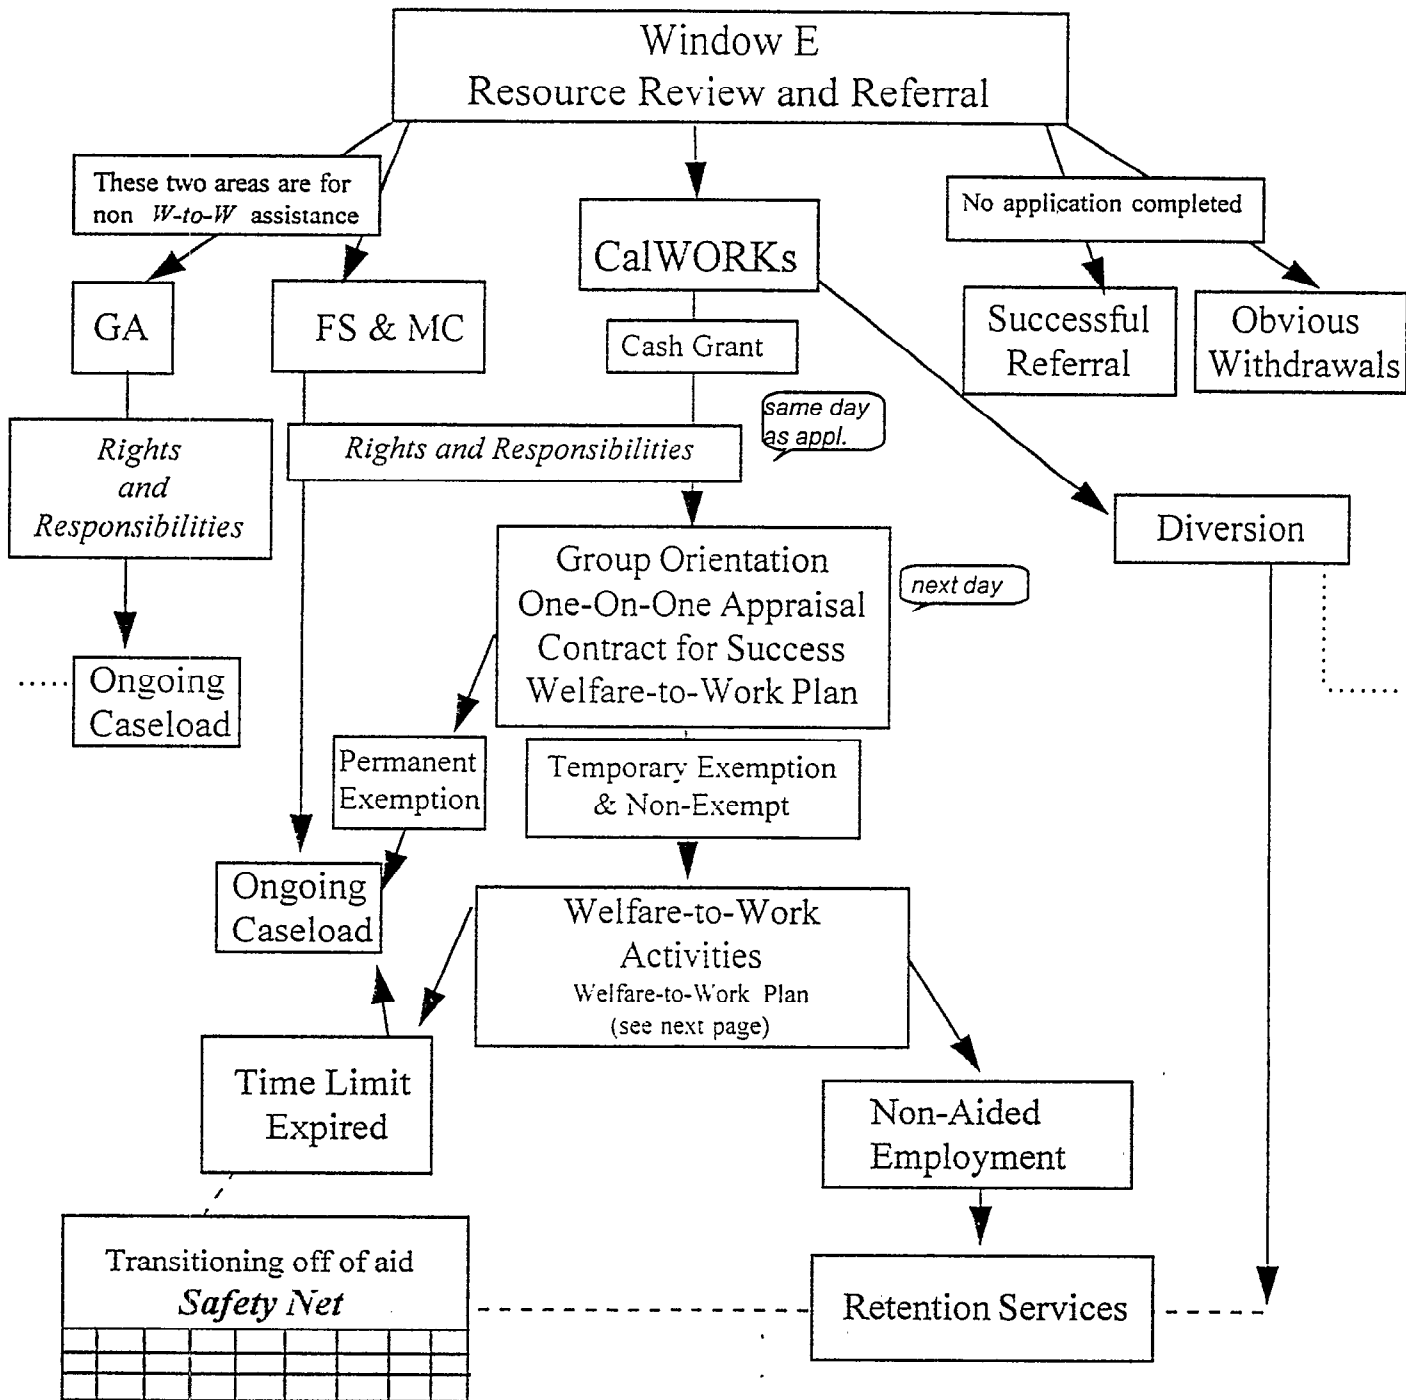 Window E
Resource Review and Referral
These two areas are for
non W-to-W assistance
No application completed
CalWORKs
GA
FS & MC
Cash Grant
Successful
Referral
Obvious
Withdrawals
same day
as appl.
Rights
and
Responsibilities
Rights and Responsibilities
Diversion
Group Orientation
One-On-One Appraisal
Contract for Success
Welfare-to-Work Plan
next day
Ongoing
Caseload
Permanent
Exemption
Temporary Exemption
& Non-Exempt
Ongoing
Caseload
Welfare-to-Work
Activities
Welfare-to-Work Plan
(see next page)
Time Limit
Expired
Non-Aided
Employment
Transitioning off of aid
Safety Net
Retention Services